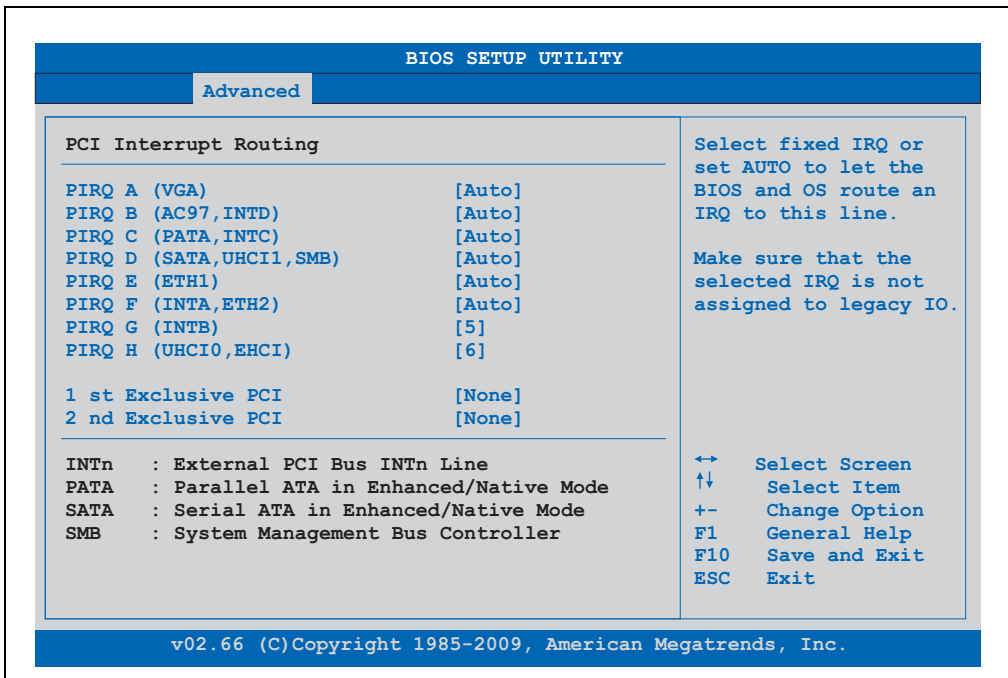 BIOS SETUP UTILITY
Advanced
PCI Interrupt Routing
PIRQ A (VGA) [Auto]
PIRQ B (AC97,INTD) [Auto]
PIRQ C (PATA,INTC) [Auto]
PIRQ D (SATA,UHCI1,SMB) [Auto]
PIRQ E (ETH1) [Auto]
PIRQ F (INTA,ETH2) [Auto]
PIRQ G (INTB) [5]
PIRQ H (UHCI0,EHCI) [6]
1 st Exclusive PCI [None]
2 nd Exclusive PCI [None]
INTn : External PCI Bus INTn Line
PATA : Parallel ATA in Enhanced/Native Mode
SATA : Serial ATA in Enhanced/Native Mode
SMB : System Management Bus Controller
Select fixed IRQ or
set AUTO to let the
BIOS and OS route an
IRQ to this line.
Make sure that the
selected IRQ is not
assigned to legacy IO.
↔ Select Screen
↑↓ Select Item
+- Change Option
F1 General Help
F10 Save and Exit
ESC Exit
v02.66 (C)Copyright 1985-2009, American Megatrends, Inc.